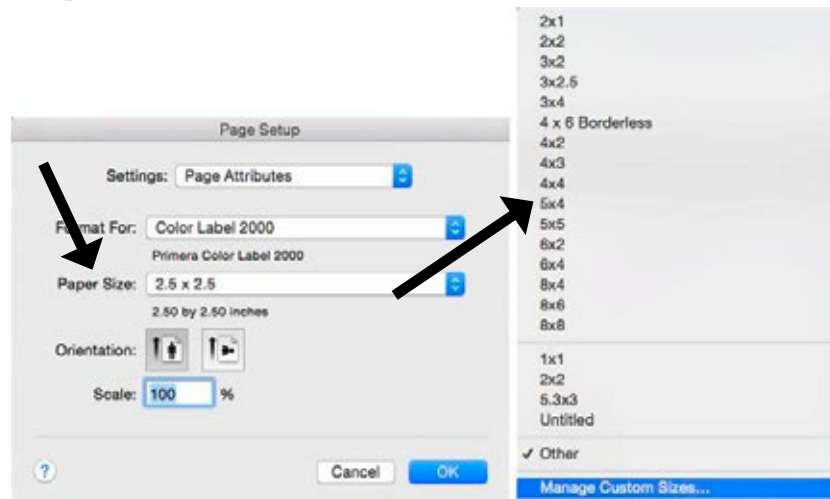 Page Setup
Settings: Page Attributes
Format For: Color Label 2000
Primera Color Label 2000
Paper Size: 2.5 x 2.5
2.50 by 2.50 inches
Orientation:
Scale: 100 %
? Cancel OK
2x1
2x2
3x2
3x2.5
3x4
4 x 6 Borderless
4x2
4x3
4x4
5x4
5x5
6x2
6x4
8x4
8x6
8x8
1x1
2x2
5.3x3
Untitled
✓ Other
Manage Custom Sizes...